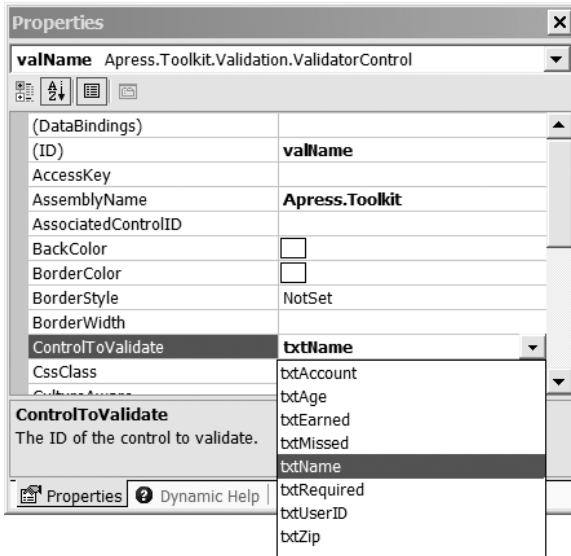 Properties
valName Apress.Toolkit.Validation.ValidatorControl
(DataBindings)
(ID) valName
AccessKey
AssemblyName Apress.Toolkit
AssociatedControlID
BackColor
BorderColor
BorderStyle NotSet
BorderWidth
ControlToValidate txtName
CssClass txtAccount
txtAge
txtEarned
txtMissed
txtName
txtRequired
txtUserID
txtZip
ControlToValidate
The ID of the control to validate.
Properties Dynamic Help